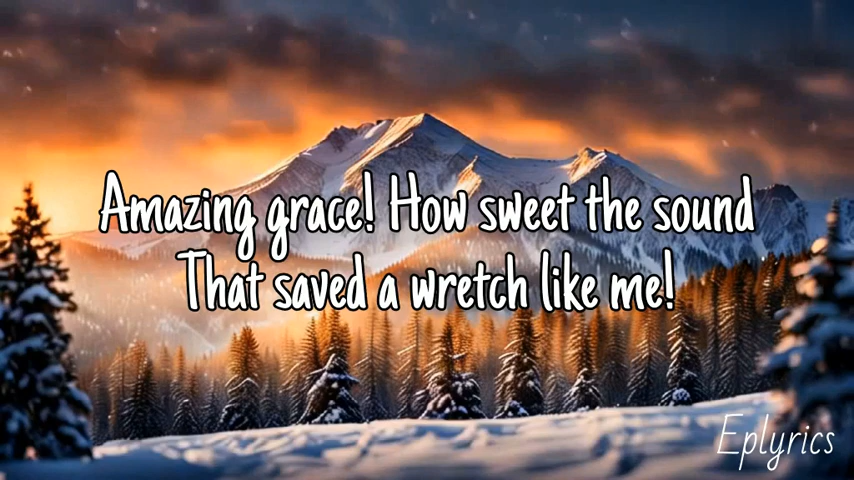 Amazing grace! How sweet the sound
That saved a wretch like me!
Eplyrics